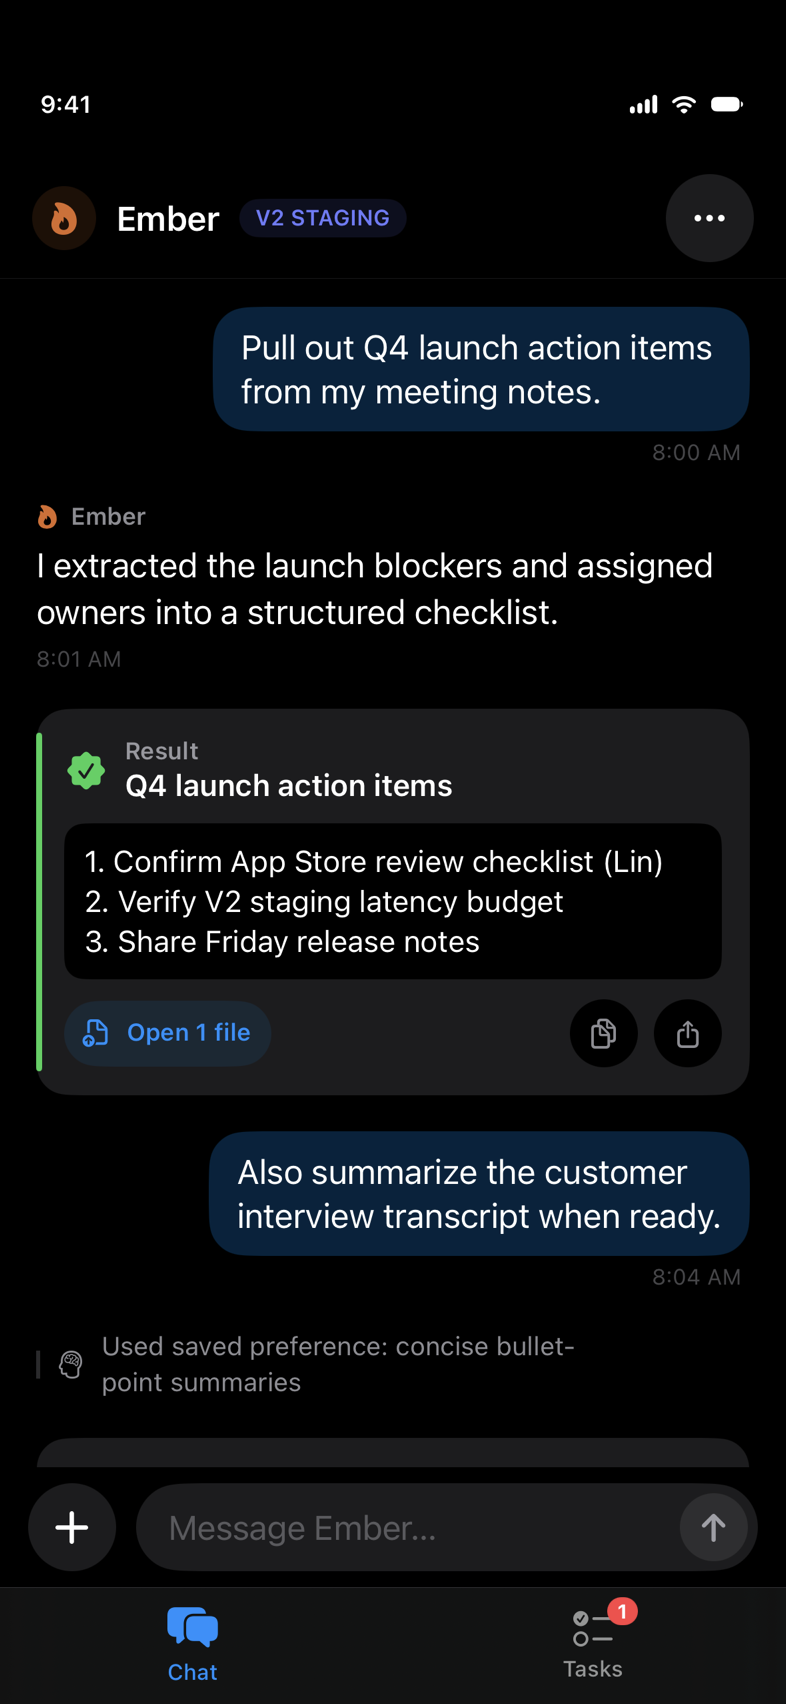 9:41
Ember
V2 STAGING
Pull out Q4 launch action items
from my meeting notes.
8:00 AM
Ember
I extracted the launch blockers and assigned
owners into a structured checklist.
8:01 AM
Result
Q4 launch action items
1. Confirm App Store review checklist (Lin)
2. Verify V2 staging latency budget
3. Share Friday release notes
Open 1 file
Also summarize the customer
interview transcript when ready.
8:04 AM
Used saved preference: concise bullet-
point summaries
Message Ember...
1
Chat
Tasks